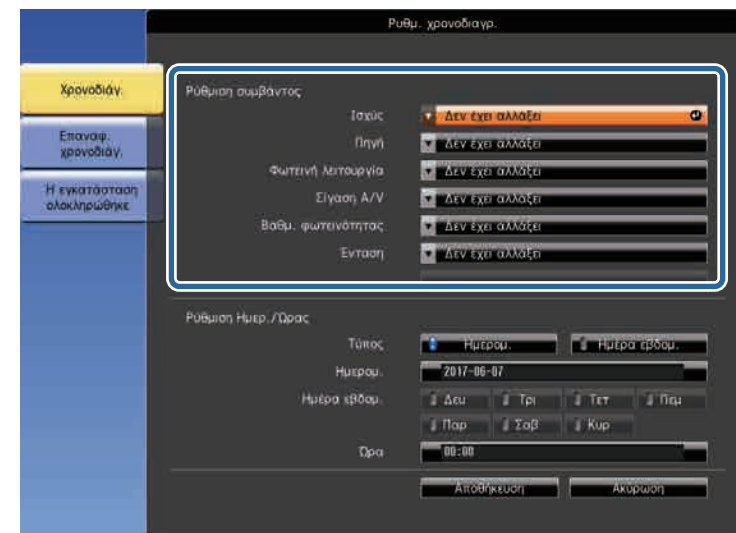 Ρυθμ. χρονοδιαγρ.
Χρονοδιάγ.
Επαναφ.
χρονοδιάγ.
Η εγκατάσταση
ολοκληρώθηκε
Ρύθμιση συμβάντος
Ισχύς Δεν έχει αλλάξει
Πηγή Δεν έχει αλλάξει
Φωτεινή λειτουργία Δεν έχει αλλάξει
Σίγαση A/V Δεν έχει αλλάξει
Βαθμ. φωτεινότητας Δεν έχει αλλάξει
Ένταση Δεν έχει αλλάξει
Ρύθμιση Ημερ./Ώρας
Τύπος Ημερομ. Ημέρα εβδομ.
Ημερομ. 2017-06-07
Ημέρα εβδομ. Δευ Τρι Τετ Πεμ
Παρ Σαβ Κυρ
Ώρα 00:00
Αποθήκευση Ακύρωση